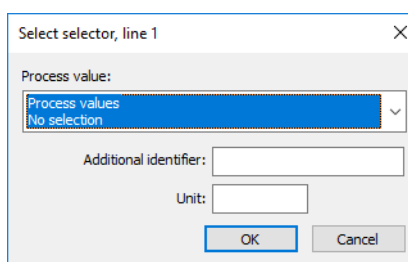 Select selector, line 1
Process value:
Process values
No selection
Additional identifier:
Unit:
OK Cancel